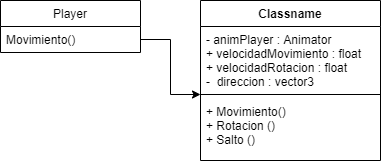 Player
Movimiento()
Classname
- animPlayer : Animator
+ velocidadMovimiento : float
+ velocidadRotacion : float
- direccion : vector3
+ Movimiento()
+ Rotacion ()
+ Salto ()